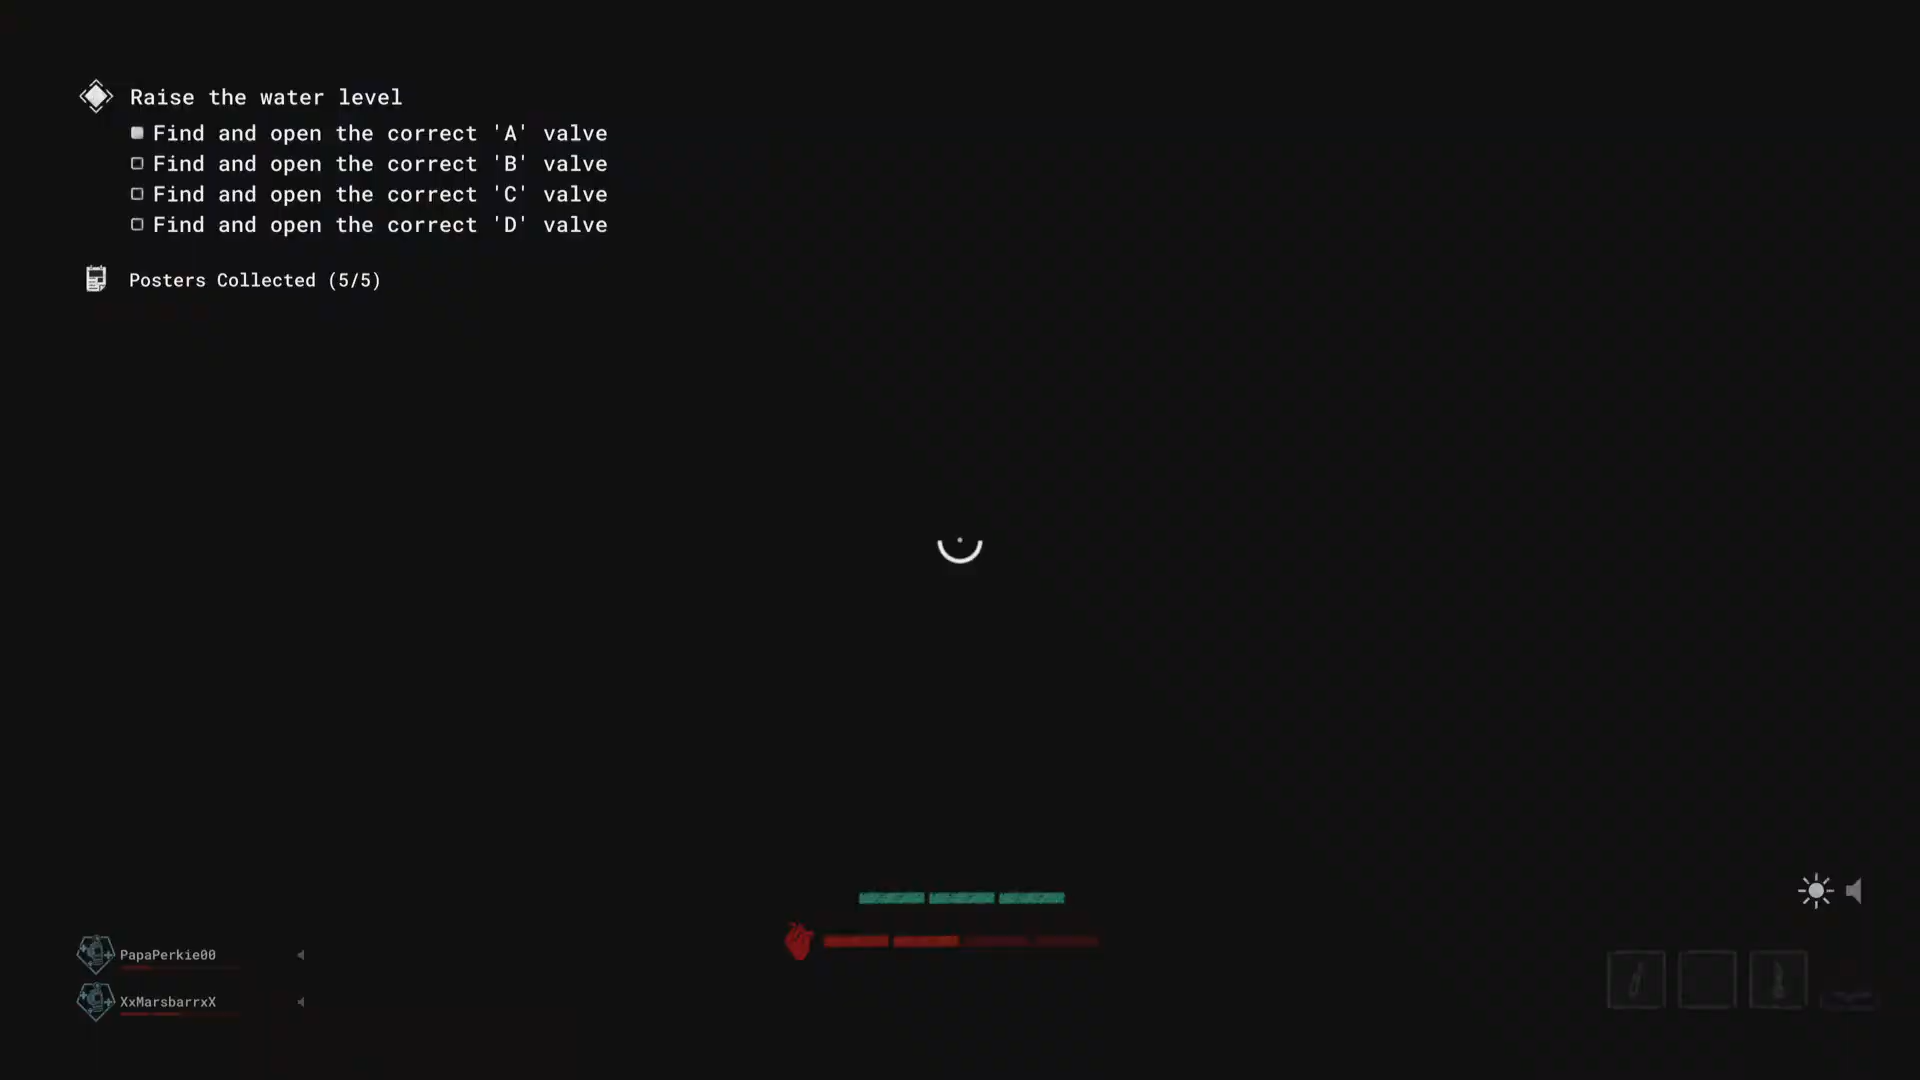 Raise the water level
Find and open the correct 'A' valve
Find and open the correct 'B' valve
Find and open the correct 'C' valve
Find and open the correct 'D' valve
Posters Collected (5/5)
PapaPerkie00
XxMarsbarrxX